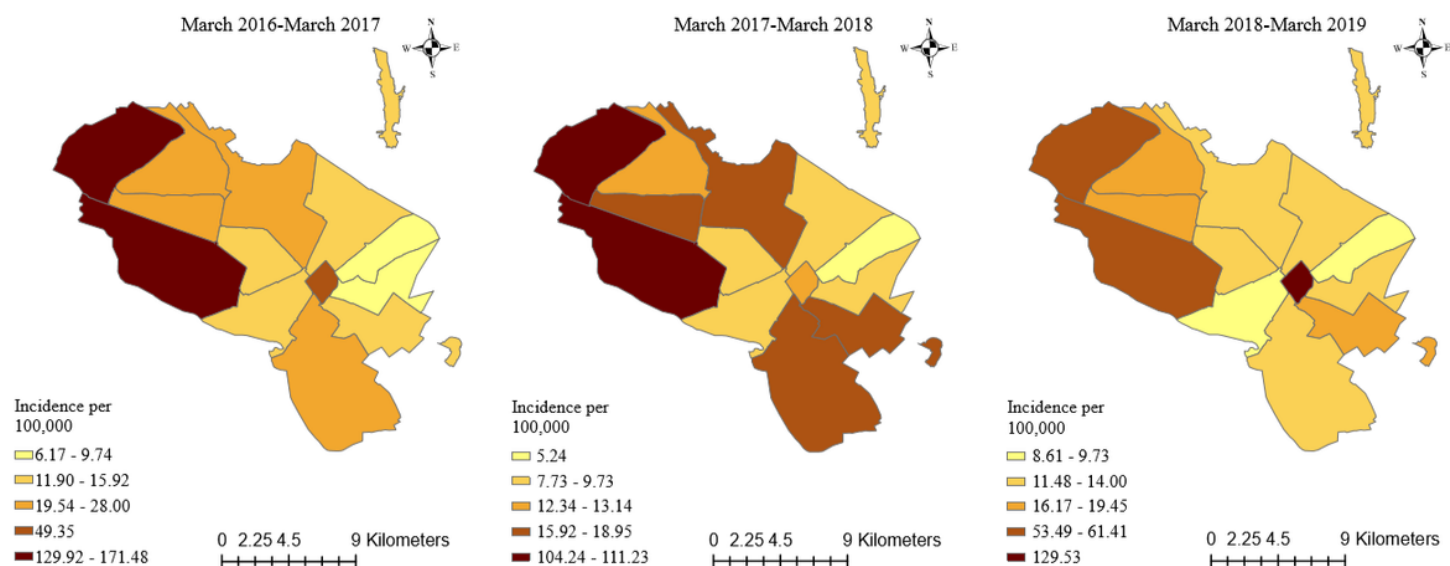 March 2016-March 2017
N
W
E
S
Incidence per
100,000
6.17 - 9.74
11.90 - 15.92
19.54 - 28.00
49.35
129.92 - 171.48
0 2.25 4.5 9 Kilometers
March 2017-March 2018
N
W
E
S
Incidence per
100,000
5.24
7.73 - 9.73
12.34 - 13.14
15.92 - 18.95
104.24 - 111.23
0 2.25 4.5 9 Kilometers
March 2018-March 2019
N
W
E
S
Incidence per
100,000
8.61 - 9.73
11.48 - 14.00
16.17 - 19.45
53.49 - 61.41
129.53
0 2.25 4.5 9 Kilometers